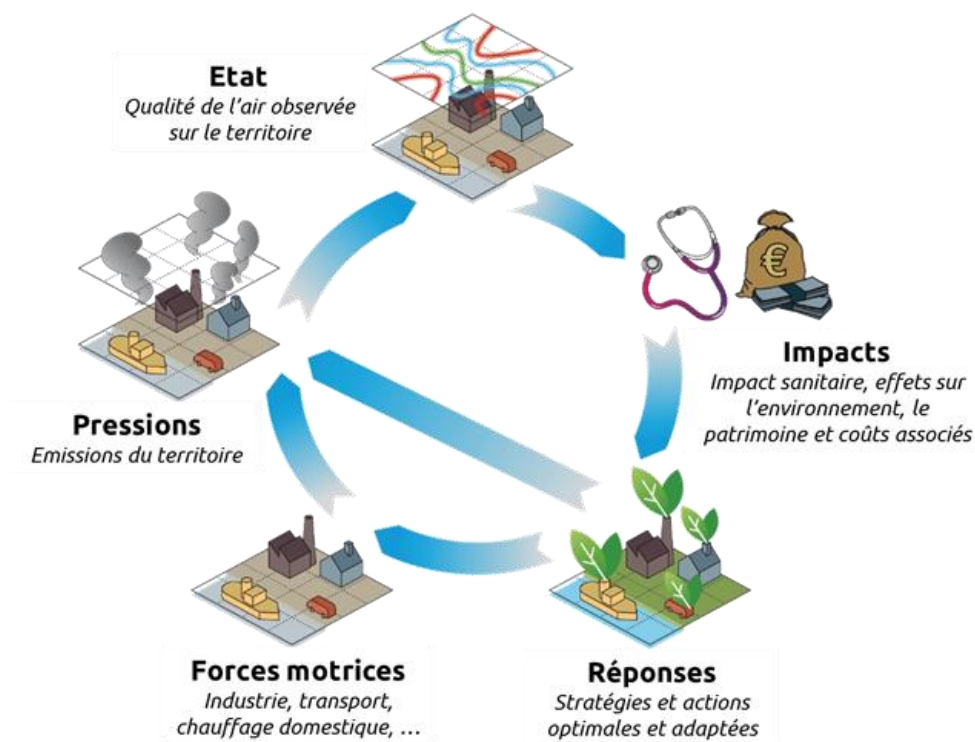 Etat
Qualité de l'air observée
sur le territoire
€
Impacts
Impact sanitaire, effets sur
l'environnement, le
patrimoine et coûts associés
Pressions
Emissions du territoire
Forces motrices
Industrie, transport,
chauffage domestique, ...
Réponses
Stratégies et actions
optimales et adaptées